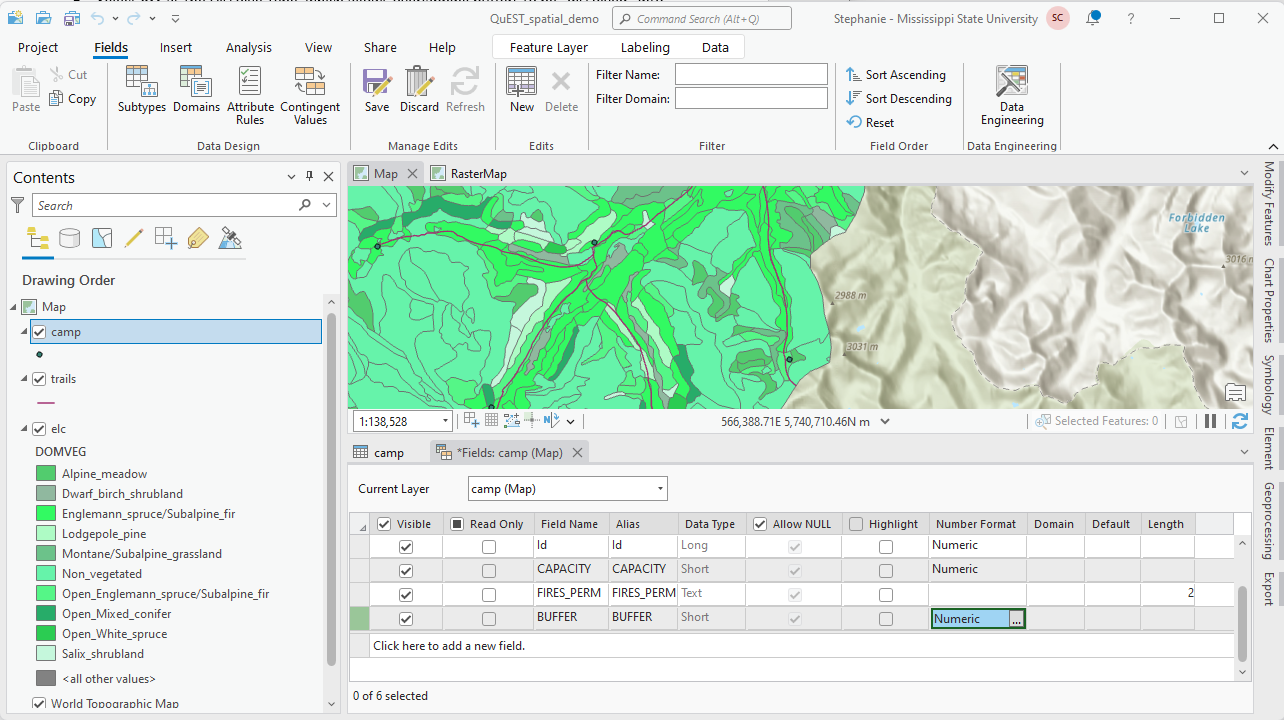 QuEST_spatial_demo
Command Search (Alt+Q)
Stephanie - Mississippi State University
SC
?
Project
Fields
Insert
Analysis
View
Share
Help
Feature Layer
Labeling
Data
Paste
Cut
Copy
Clipboard
Subtypes
Domains
Attribute Rules
Contingent Values
Data Design
Save
Discard
Refresh
Manage Edits
New
Delete
Edits
Filter Name:
Filter Domain:
Filter
Sort Ascending
Sort Descending
Reset
Field Order
Data Engineering
Data Engineering
Contents
Search
Drawing Order
Map
camp
trails
elc
DOMVEG
Alpine_meadow
Dwarf_birch_shrubland
Englemann_spruce/Subalpine_fir
Lodgepole_pine
Montane/Subalpine_grassland
Non_vegetated
Open_Englemann_spruce/Subalpine_fir
Open_Mixed_conifer
Open_White_spruce
Salix_shrubland
<all other values>
World Topographic Map
Map
RasterMap
Forbidden
Lake
3016 m
2988 m
3031 m
1:138,528
566,388.71E 5,740,710.46N m
Selected Features: 0
camp
*Fields: camp (Map)
Current Layer
camp (Map)
Visible Read Only Field Name Alias Data Type Allow NULL Highlight Number Format Domain Default Length
Id Id Long Numeric
CAPACITY CAPACITY Short Numeric
FIRES_PERM FIRES_PERM Text 2
BUFFER BUFFER Short Numeric ...
Click here to add a new field.
0 of 6 selected
Modify Features
Chart Properties
Symbology
Element
Geoprocessing
Export